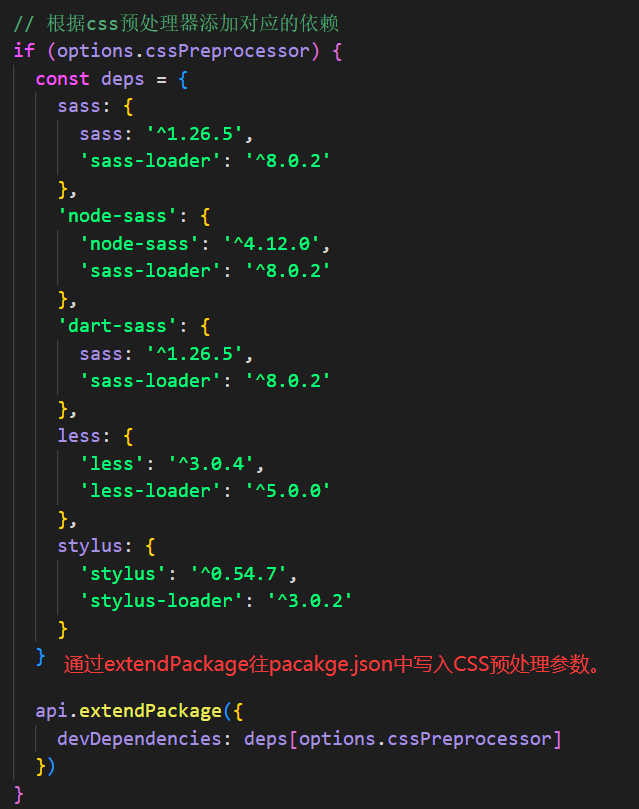 // 根据css预处理器添加对应的依赖
if (options.cssPreprocessor) {
  const deps = {
    sass: {
      sass: '^1.26.5',
      'sass-loader': '^8.0.2'
    },
    'node-sass': {
      'node-sass': '^4.12.0',
      'sass-loader': '^8.0.2'
    },
    'dart-sass': {
      sass: '^1.26.5',
      'sass-loader': '^8.0.2'
    },
    less: {
      'less': '^3.0.4',
      'less-loader': '^5.0.0'
    },
    stylus: {
      'stylus': '^0.54.7',
      'stylus-loader': '^3.0.2'
    }
  } 通过extendPackage往pacakge.json中写入CSS预处理参数。
  api.extendPackage({
    devDependencies: deps[options.cssPreprocessor]
  })
}